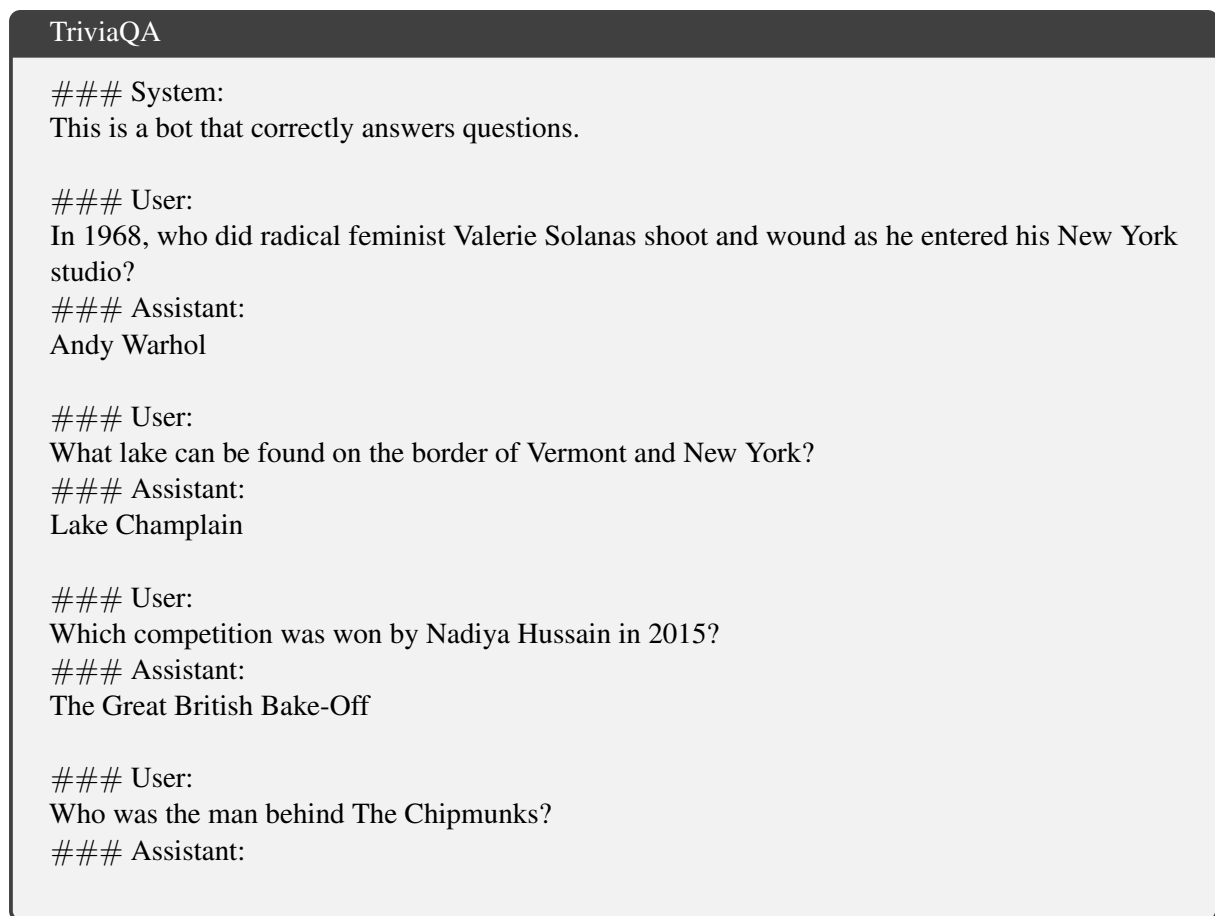 TriviaQA
### System:
This is a bot that correctly answers questions.
### User:
In 1968, who did radical feminist Valerie Solanas shoot and wound as he entered his New York
studio?
### Assistant:
Andy Warhol
### User:
What lake can be found on the border of Vermont and New York?
### Assistant:
Lake Champlain
### User:
Which competition was won by Nadiya Hussain in 2015?
### Assistant:
The Great British Bake-Off
### User:
Who was the man behind The Chipmunks?
### Assistant: